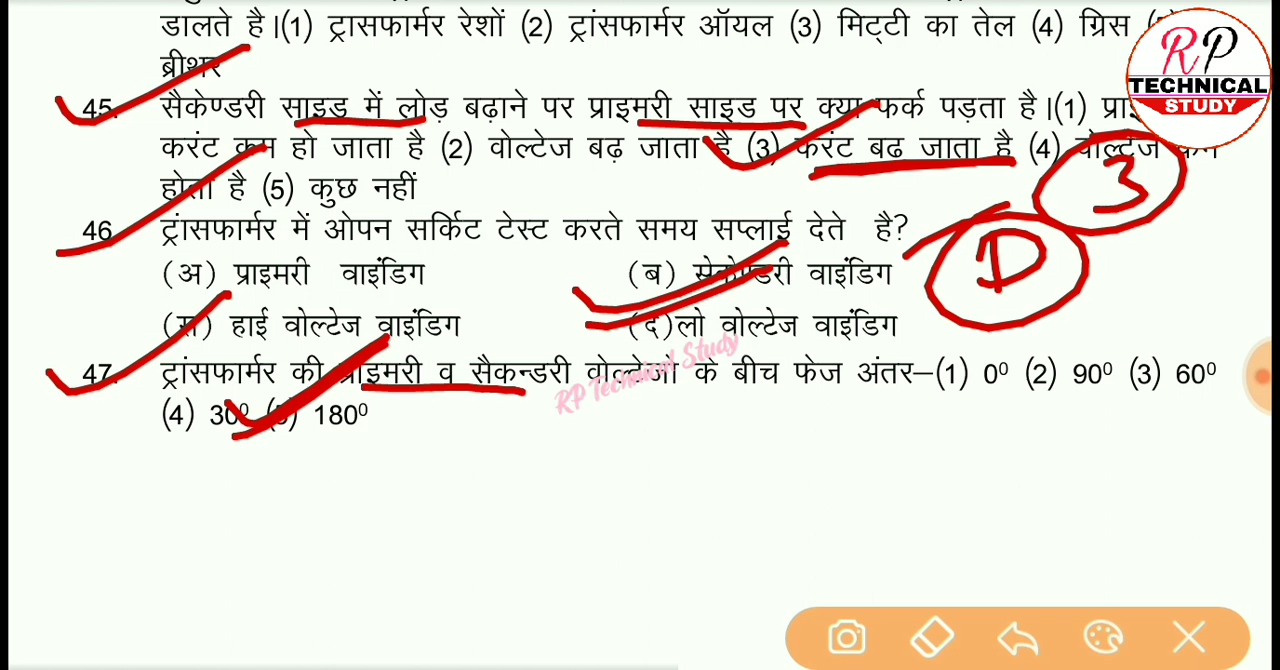 डालते है।(1) ट्रासफार्मर रेशों (2) ट्रांसफार्मर ऑयल (3) मिट्टी का तेल (4) ग्रिस
ब्रीथर
RP
TECHNICAL
STUDY
45. सैकेण्डरी साइड में लोड़ बढ़ाने पर प्राइमरी साइड पर क्या फर्क पड़ता है।(1)
करंट कम हो जाता है (2) वोल्टेज बढ़ जाता है (3) करंट बढ जाता है (4) वोल्टेज कम
होता है (5) कुछ नहीं
3
46 ट्रांसफार्मर में ओपन सर्किट टेस्ट करते समय सप्लाई देते है?
D
(अ) प्राइमरी वाइंडिग (ब) सेकेण्डरी वाइंडिग
(स) हाई वोल्टेज वाइंडिग (द)लो वोल्टेज वाइंडिग
RP Technical Study
47. ट्रांसफार्मर की प्राइमरी व सैकन्डरी वोल्टेजो के बीच फेज अंतर–(1) 0⁰ (2) 90⁰ (3) 60⁰
(4) 30⁰ (5) 180⁰